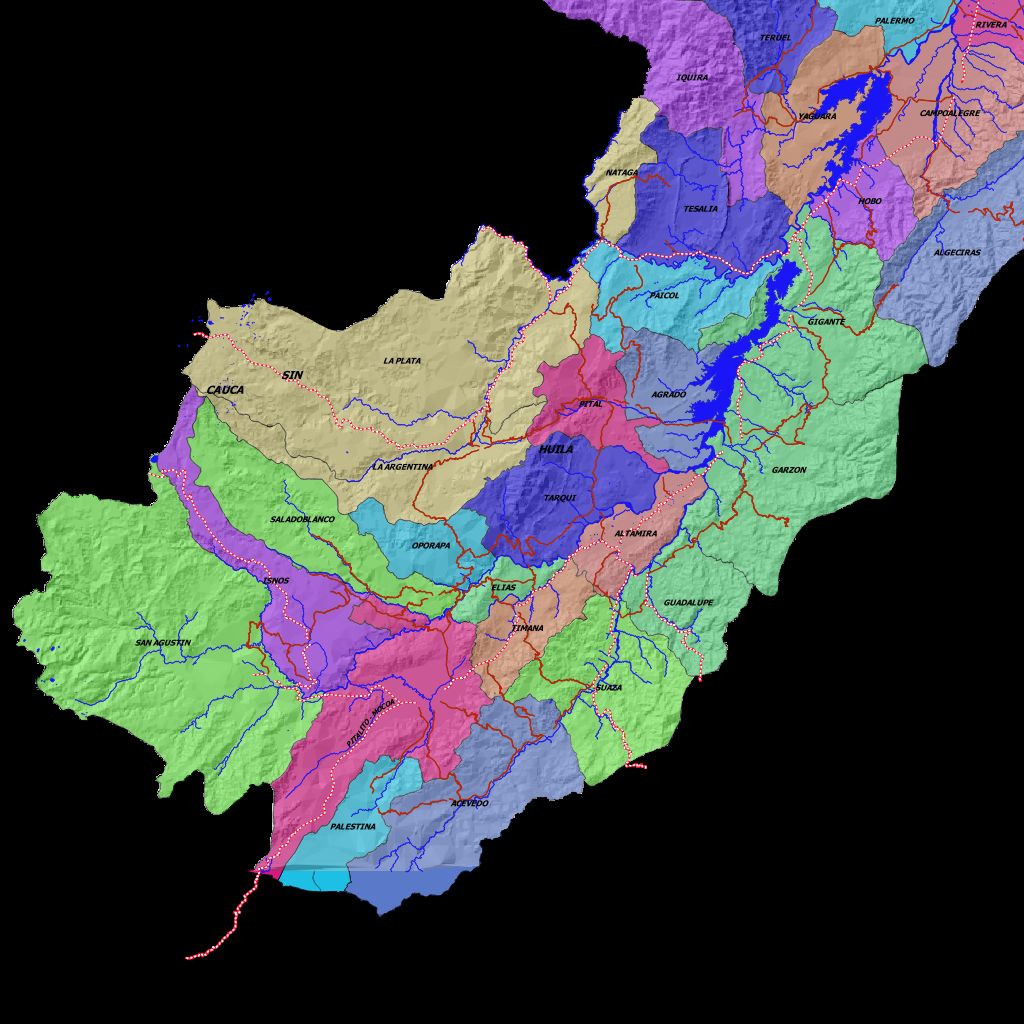 PALERMO
RIVERA
TERUEL
IQUIRA
YAGUARA
CAMPOALEGRE
NATAGA
HOBO
TESALIA
ALGECIRAS
PAICOL
GIGANTE
LA PLATA
SIN
CAUCA
AGRADO
PITAL
HUILA
LA ARGENTINA
GARZON
TARQUI
SALADOBLANCO
ALTAMIRA
OPORAPA
ISNOS
ELIAS
GUADALUPE
TIMANA
SAN AGUSTIN
SUAZA
PITALITO - MOCOA
ACEVEDO
PALESTINA